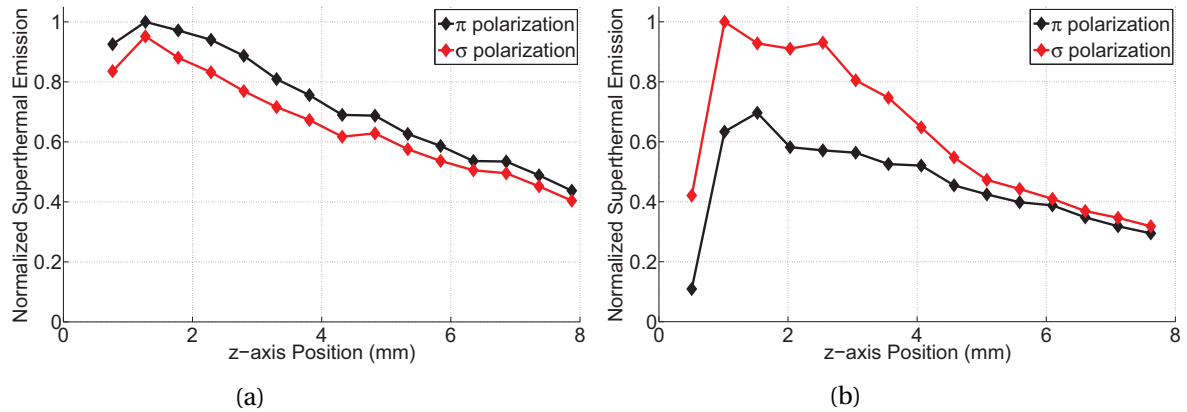 Normalized Superthermal Emission
1
0.8
0.6
0.4
0.2
0
0 2 4 6 8
z−axis Position (mm)
π polarization
σ polarization
(a)
Normalized Superthermal Emission
1
0.8
0.6
0.4
0.2
0
0 2 4 6 8
z−axis Position (mm)
π polarization
σ polarization
(b)